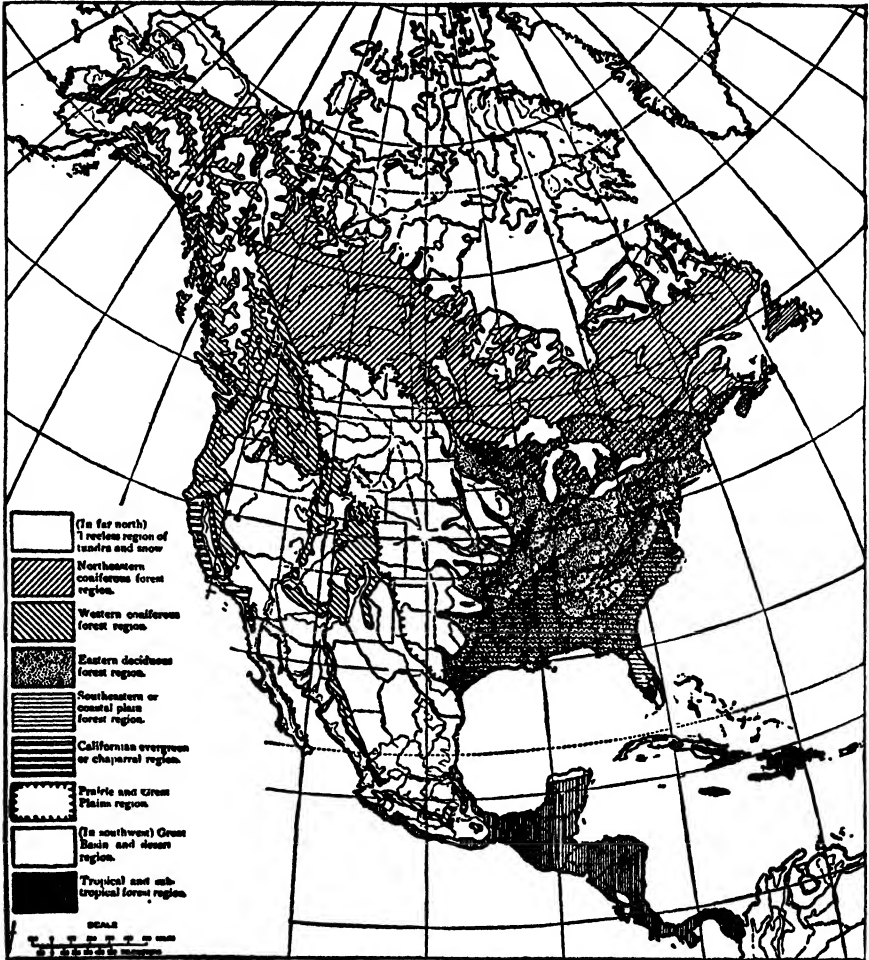 (In far north)
Treeless region of
tundra and snow
Northeastern
coniferous forest
region.
Western coniferous
forest region.
Eastern deciduous
forest region.
Southeastern or
coastal plain
forest region.
Californian evergreen
or chaparral region.
Prairie and Great
Plains region
(In southwest) Great
Basin and desert
region.
Tropical and sub-
tropical forest region.
SCALE